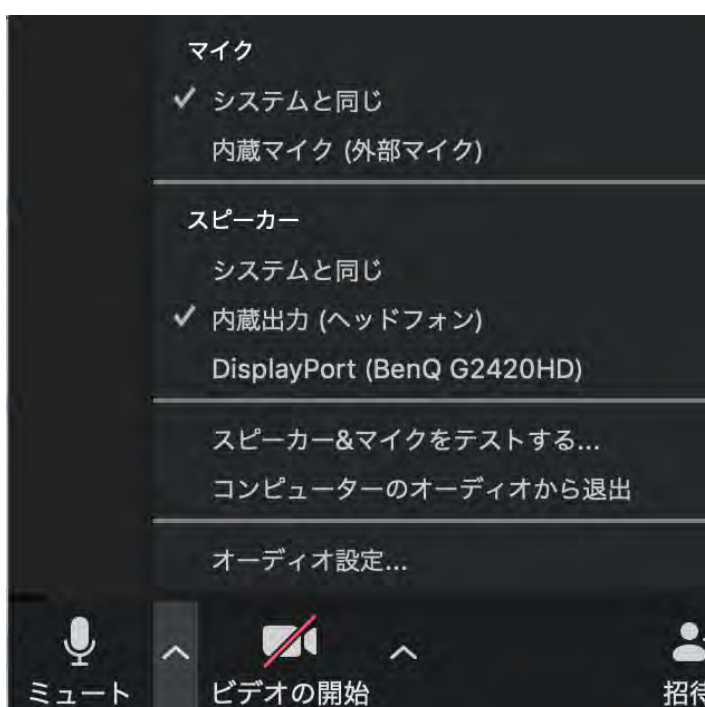 マイク
システムと同じ
内蔵マイク (外部マイク)
スピーカー
システムと同じ
内蔵出力 (ヘッドフォン)
DisplayPort (BenQ G2420HD)
スピーカー&マイクをテストする...
コンピューターのオーディオから退出
オーディオ設定...
ミュート
ビデオの開始
招待